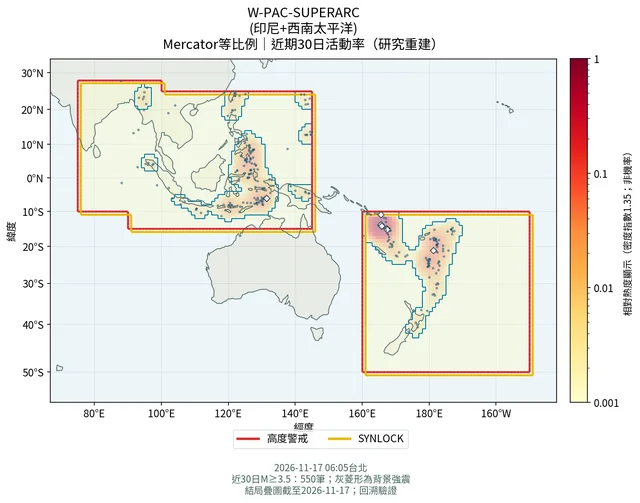 W-PAC-SUPERARC
(印尼+西南太平洋)
Mercator等比例｜近期30日活動率（研究重建）
30°N
20°N
10°N
0°N
10°S
20°S
30°S
40°S
50°S
緯度
80°E
100°E
120°E
140°E
160°E
180°E
160°W
經度
1
0.1
0.01
0.001
相對熱度顯示（密度指數1.35；非機率）
高度警戒
SYNLOCK
2026-11-17 06:05台北
近30日M≥3.5：550筆；灰菱形為背景強震
結局疊圖截至2026-11-17；回溯驗證